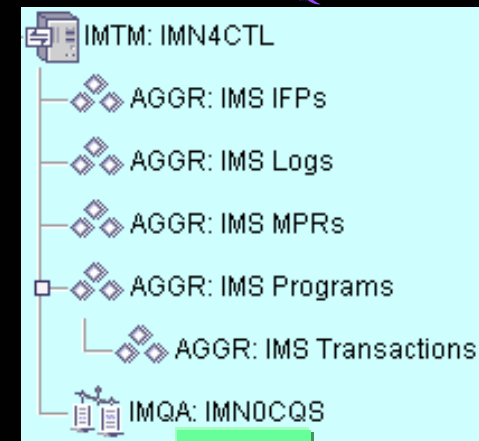 IMTM: IMN4CTL
AGGR: IMS IFPs
AGGR: IMS Logs
AGGR: IMS MPRs
AGGR: IMS Programs
AGGR: IMS Transactions
IMQA: IMN0CQS